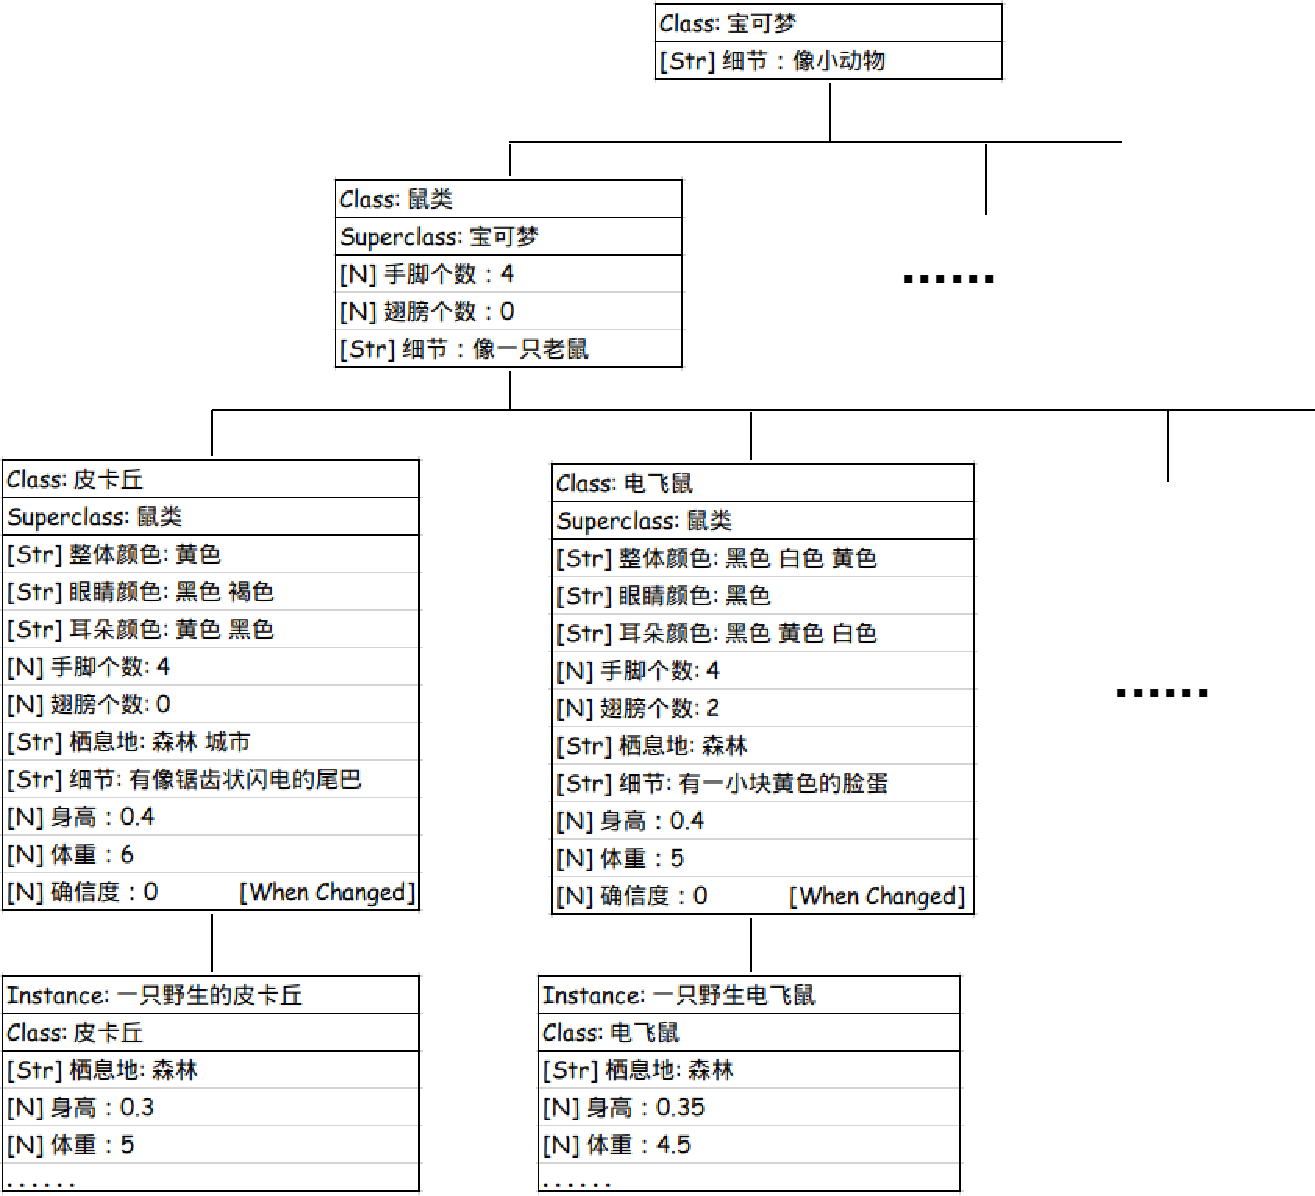 Class: 宝可梦
[Str] 细节：像小动物
Class: 鼠类
Superclass: 宝可梦
[N] 手脚个数：4
[N] 翅膀个数：0
[Str] 细节：像一只老鼠
......
Class: 皮卡丘
Superclass: 鼠类
[Str] 整体颜色: 黄色
[Str] 眼睛颜色: 黑色 褐色
[Str] 耳朵颜色: 黄色 黑色
[N] 手脚个数: 4
[N] 翅膀个数: 0
[Str] 栖息地: 森林 城市
[Str] 细节: 有像锯齿状闪电的尾巴
[N] 身高：0.4
[N] 体重：6
[N] 确信度：0 [When Changed]
Class: 电飞鼠
Superclass: 鼠类
[Str] 整体颜色: 黑色 白色 黄色
[Str] 眼睛颜色: 黑色
[Str] 耳朵颜色: 黑色 黄色 白色
[N] 手脚个数: 4
[N] 翅膀个数: 2
[Str] 栖息地: 森林
[Str] 细节: 有一小块黄色的脸蛋
[N] 身高：0.4
[N] 体重：5
[N] 确信度：0 [When Changed]
......
Instance: 一只野生的皮卡丘
Class: 皮卡丘
[Str] 栖息地: 森林
[N] 身高：0.3
[N] 体重：5
......
Instance: 一只野生电飞鼠
Class: 电飞鼠
[Str] 栖息地: 森林
[N] 身高：0.35
[N] 体重：4.5
......